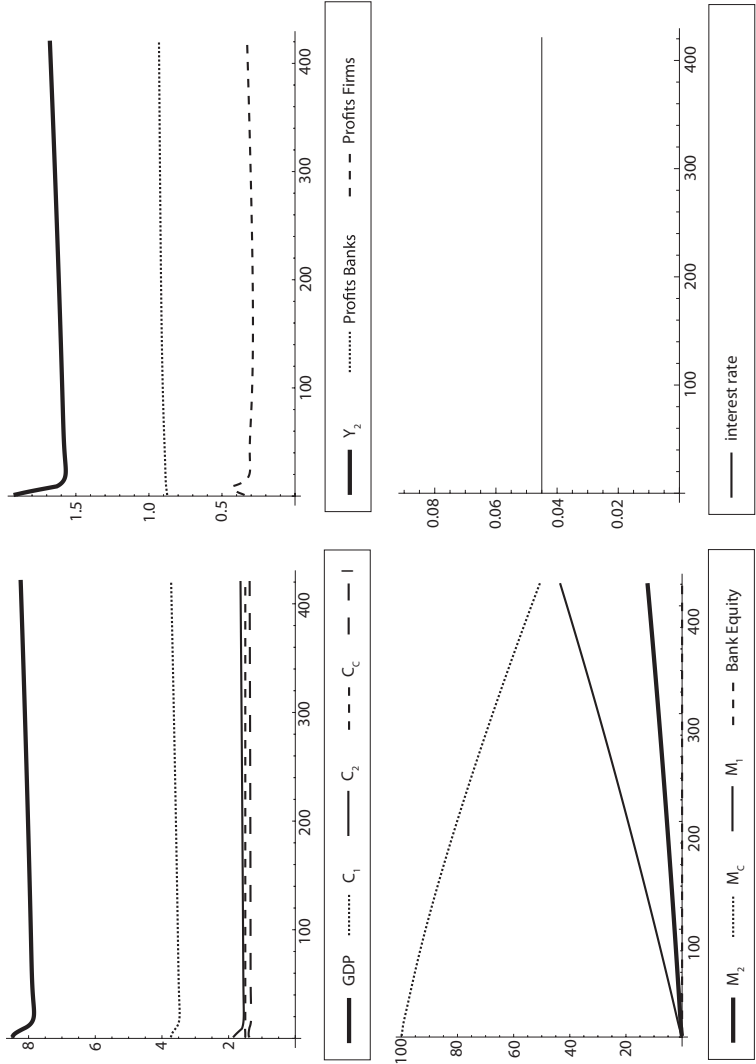 8
6
4
2
100 200 300 400
GDP C₁ C₂ C_C I
1.5
1.0
0.5
100 200 300 400
Y₂ Profits Banks Profits Firms
100
80
60
40
20
100 200 300 400
M₂ M_C M₁ Bank Equity
0.08
0.06
0.04
0.02
100 200 300 400
interest rate